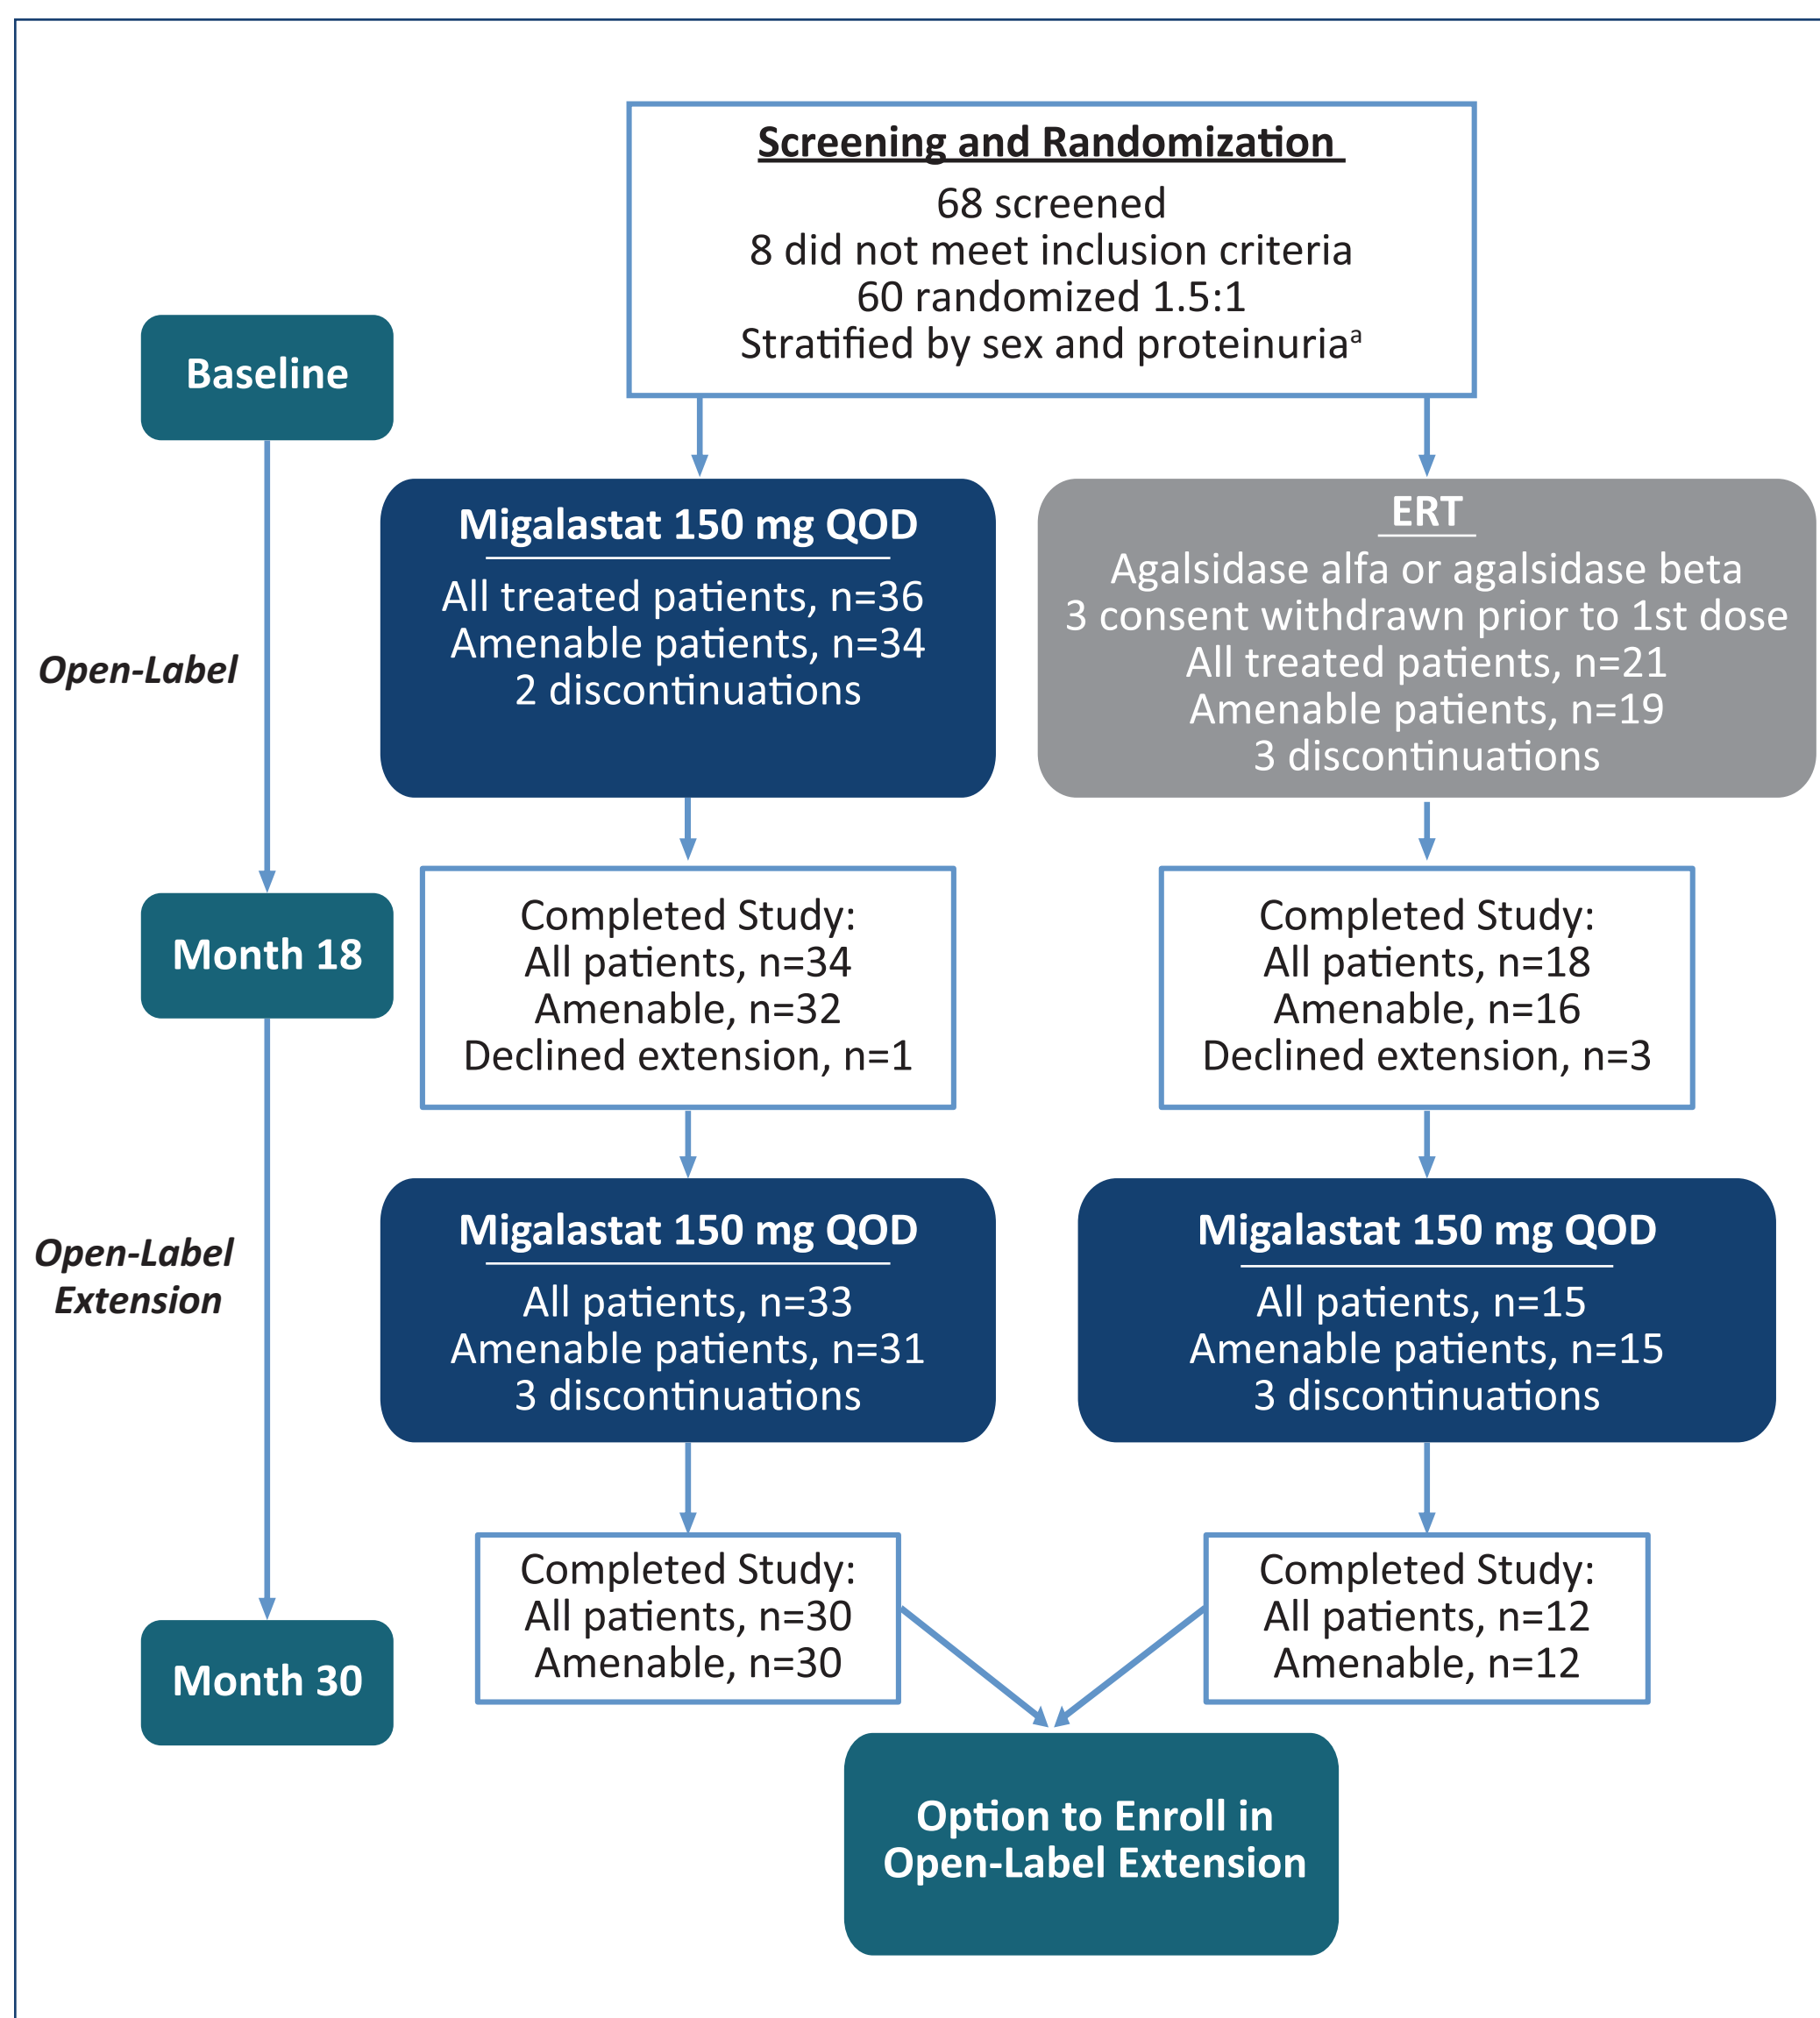 Screening and Randomization
68 screened
8 did not meet inclusion criteria
60 randomized 1.5:1
Stratified by sex and proteinuriaᵃ
Baseline
Migalastat 150 mg QOD
All treated patients, n=36
Amenable patients, n=34
2 discontinuations
ERT
Agalsidase alfa or agalsidase beta
3 consent withdrawn prior to 1st dose
All treated patients, n=21
Amenable patients, n=19
3 discontinuations
Open-Label
Month 18
Completed Study:
All patients, n=34
Amenable, n=32
Declined extension, n=1
Completed Study:
All patients, n=18
Amenable, n=16
Declined extension, n=3
Open-Label
Extension
Migalastat 150 mg QOD
All patients, n=33
Amenable patients, n=31
3 discontinuations
Migalastat 150 mg QOD
All patients, n=15
Amenable patients, n=15
3 discontinuations
Month 30
Completed Study:
All patients, n=30
Amenable, n=30
Completed Study:
All patients, n=12
Amenable, n=12
Option to Enroll in
Open-Label Extension